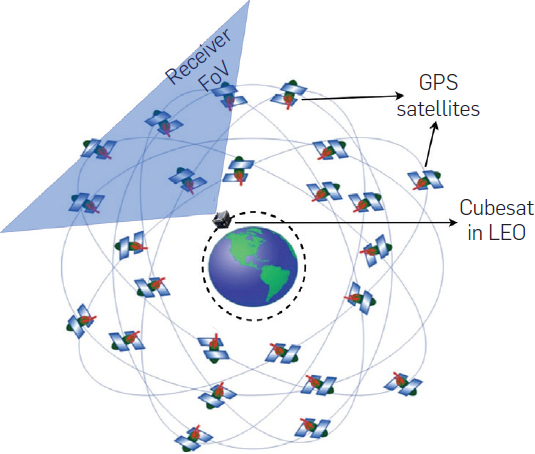 Receiver
FoV
GPS
satellites
Cubesat
in LEO